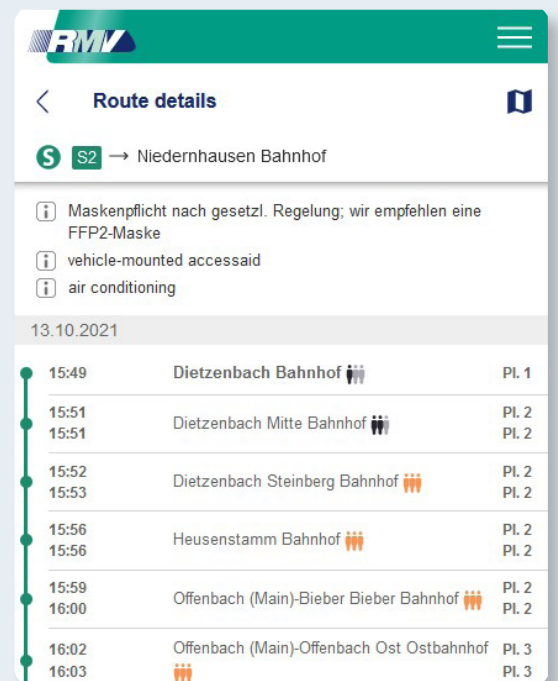 RMV
Route details
S S2 → Niedernhausen Bahnhof
i Maskenpflicht nach gesetzl. Regelung; wir empfehlen eine
FFP2-Maske
i vehicle-mounted accessaid
i air conditioning
13.10.2021
15:49 Dietzenbach Bahnhof Pl. 1
15:51 Pl. 2
Dietzenbach Mitte Bahnhof
15:51 Pl. 2
15:52 Pl. 2
Dietzenbach Steinberg Bahnhof
15:53 Pl. 2
15:56 Pl. 2
Heusenstamm Bahnhof
15:56 Pl. 2
15:59 Pl. 2
Offenbach (Main)-Bieber Bieber Bahnhof
16:00 Pl. 2
16:02 Offenbach (Main)-Offenbach Ost Ostbahnhof Pl. 3
16:03 Pl. 3